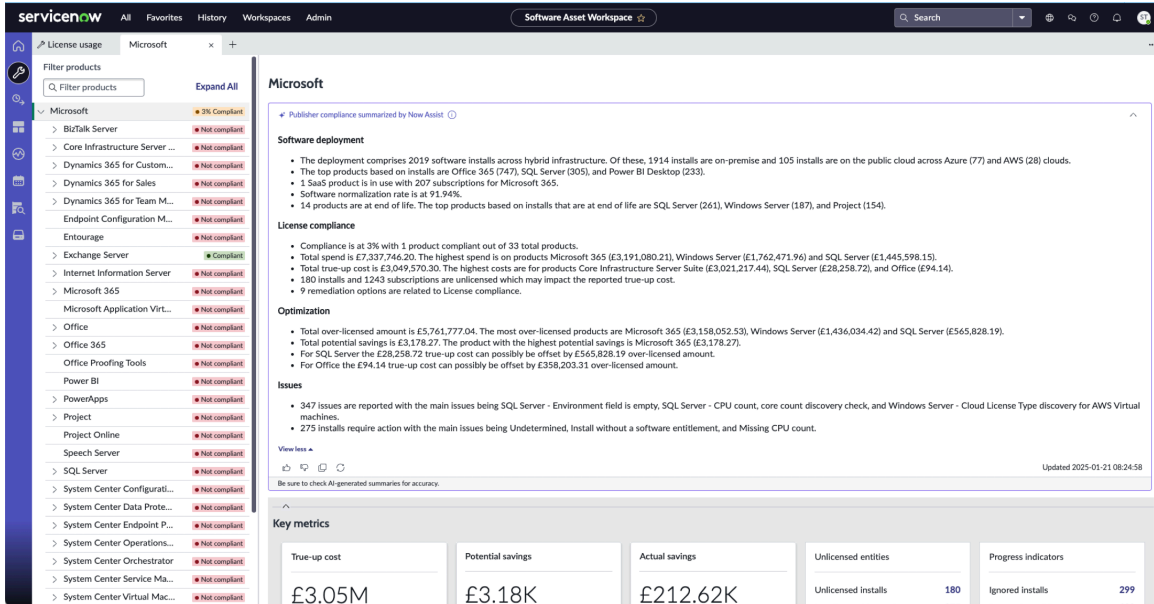 servicenow All Favorites History Workspaces Admin Software Asset Workspace Search ST
License usage Microsoft
Filter products
Filter products Expand All
Microsoft 3% Compliant
BizTalk Server Not compliant
Core Infrastructure Server ... Not compliant
Dynamics 365 for Custom... Not compliant
Dynamics 365 for Sales Not compliant
Dynamics 365 for Team M... Not compliant
Endpoint Configuration M... Not compliant
Entourage Not compliant
Exchange Server Compliant
Internet Information Server Not compliant
Microsoft 365 Not compliant
Microsoft Application Virt... Not compliant
Office Not compliant
Office 365 Not compliant
Office Proofing Tools Not compliant
Power BI Not compliant
PowerApps Not compliant
Project Not compliant
Project Online Not compliant
Speech Server Not compliant
SQL Server Not compliant
System Center Configurati... Not compliant
System Center Data Prote... Not compliant
System Center Endpoint P... Not compliant
System Center Operations... Not compliant
System Center Orchestrator Not compliant
System Center Service Ma... Not compliant
System Center Virtual Mac... Not compliant
Microsoft
Publisher compliance summarized by Now Assist
Software deployment
• The deployment comprises 2019 software installs across hybrid infrastructure. Of these, 1914 installs are on-premise and 105 installs are on the public cloud across Azure (77) and AWS (28) clouds.
• The top products based on installs are Office 365 (747), SQL Server (305), and Power BI Desktop (233).
• 1 SaaS product is in use with 207 subscriptions for Microsoft 365.
• Software normalization rate is at 91.94%.
• 14 products are at end of life. The top products based on installs that are at end of life are SQL Server (261), Windows Server (187), and Project (154).
License compliance
• Compliance is at 3% with 1 product compliant out of 33 total products.
• Total spend is £7,337,746.20. The highest spend is on products Microsoft 365 (£3,191,080.21), Windows Server (£1,762,471.96) and SQL Server (£1,445,598.15).
• Total true-up cost is £3,049,570.30. The highest costs are for products Core Infrastructure Server Suite (£3,021,217.44), SQL Server (£28,258.72), and Office (£94.14).
• 180 installs and 1243 subscriptions are unlicensed which may impact the reported true-up cost.
• 9 remediation options are related to License compliance.
Optimization
• Total over-licensed amount is £5,761,777.04. The most over-licensed products are Microsoft 365 (£3,158,052.53), Windows Server (£1,436,034.42) and SQL Server (£565,828.19).
• Total potential savings is £3,178.27. The product with the highest potential savings is Microsoft 365 (£3,178.27).
• For SQL Server the £28,258.72 true-up cost can possibly be offset by £565,828.19 over-licensed amount.
• For Office the £94.14 true-up cost can possibly be offset by £358,203.31 over-licensed amount.
Issues
• 347 issues are reported with the main issues being SQL Server - Environment field is empty, SQL Server - CPU count, core count discovery check, and Windows Server - Cloud License Type discovery for AWS Virtual
machines.
• 275 installs require action with the main issues being Undetermined, Install without a software entitlement, and Missing CPU count.
View less
Updated 2025-01-21 08:24:58
Be sure to check AI-generated summaries for accuracy.
Key metrics
True-up cost Potential savings Actual savings Unlicensed entities Progress indicators
£3.05M £3.18K £212.62K Unlicensed installs 180 Ignored installs 299